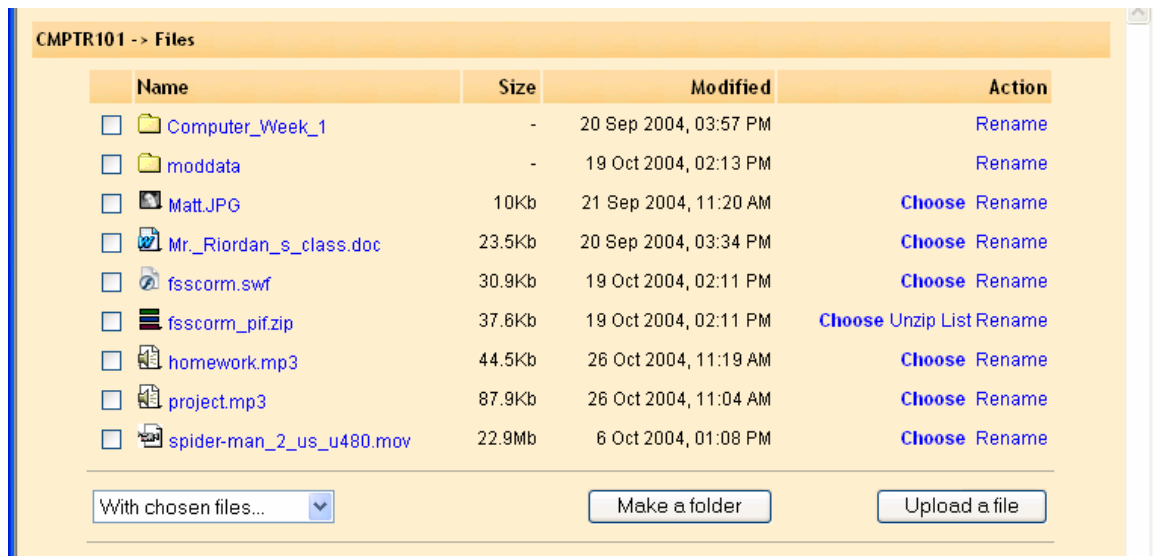 CMPTR101 -> Files
Name Size Modified Action
Computer_Week_1 - 20 Sep 2004, 03:57 PM Rename
moddata - 19 Oct 2004, 02:13 PM Rename
Matt.JPG 10Kb 21 Sep 2004, 11:20 AM Choose Rename
Mr._Riordan_s_class.doc 23.5Kb 20 Sep 2004, 03:34 PM Choose Rename
fsscorm.swf 30.9Kb 19 Oct 2004, 02:11 PM Choose Rename
fsscorm_pif.zip 37.6Kb 19 Oct 2004, 02:11 PM Choose Unzip List Rename
homework.mp3 44.5Kb 26 Oct 2004, 11:19 AM Choose Rename
project.mp3 87.9Kb 26 Oct 2004, 11:04 AM Choose Rename
spider-man_2_us_u480.mov 22.9Mb 6 Oct 2004, 01:08 PM Choose Rename
With chosen files... Make a folder Upload a file